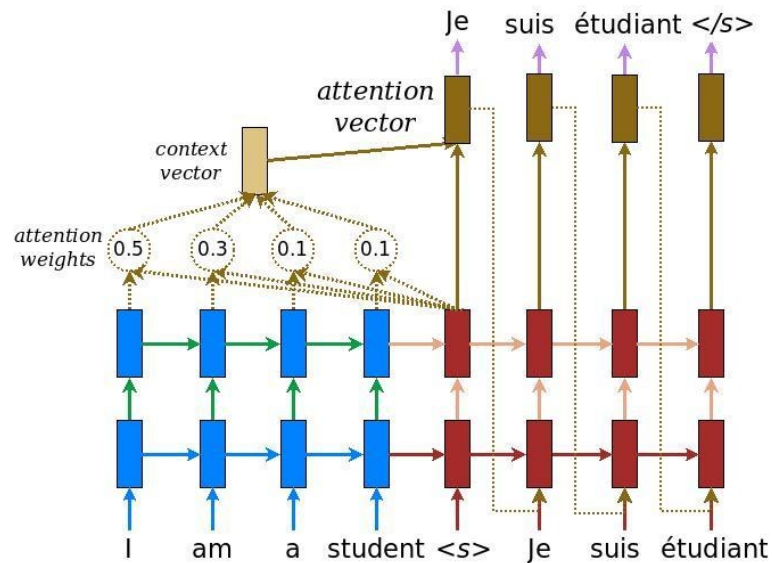 Je suis étudiant </s>
attention
vector
context
vector
attention
weights
0.5 0.3 0.1 0.1
I am a student <s> Je suis étudiant